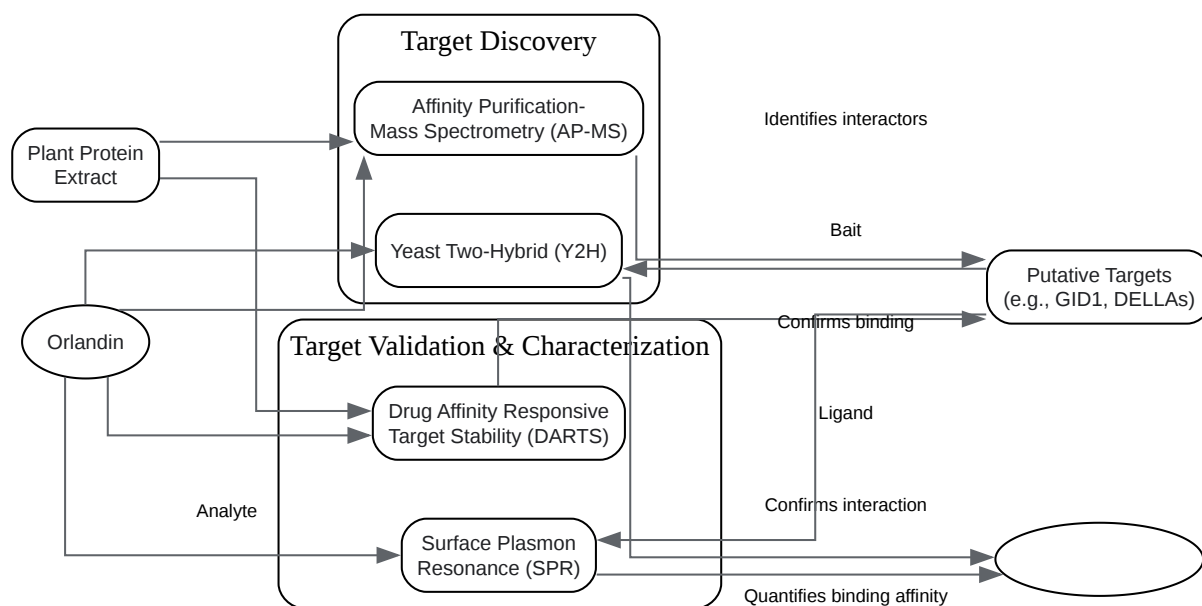 Target Discovery
Affinity Purification-
Mass Spectrometry (AP-MS)
Identifies interactors
Plant Protein
Extract
Bait
Yeast Two-Hybrid (Y2H)
Putative Targets
(e.g., GID1, DELLAs)
Confirms binding
Orlandin
Target Validation & Characterization
Drug Affinity Responsive
Target Stability (DARTS)
Ligand
Analyte
Confirms interaction
Surface Plasmon
Resonance (SPR)
Quantifies binding affinity